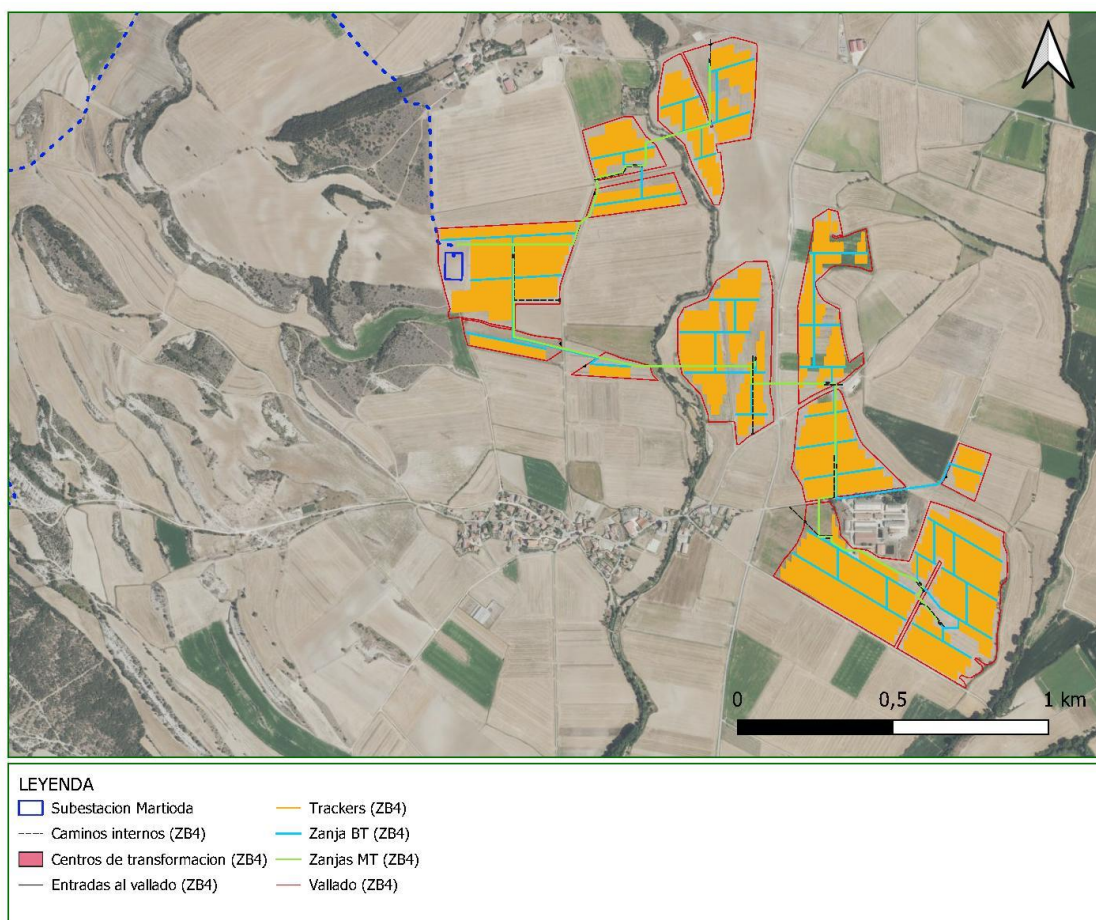 0
0,5
1 km
LEYENDA
Subestacion Martioda
Caminos internos (ZB4)
Centros de transformacion (ZB4)
Entradas al vallado (ZB4)
Trackers (ZB4)
Zanja BT (ZB4)
Zanjas MT (ZB4)
Vallado (ZB4)